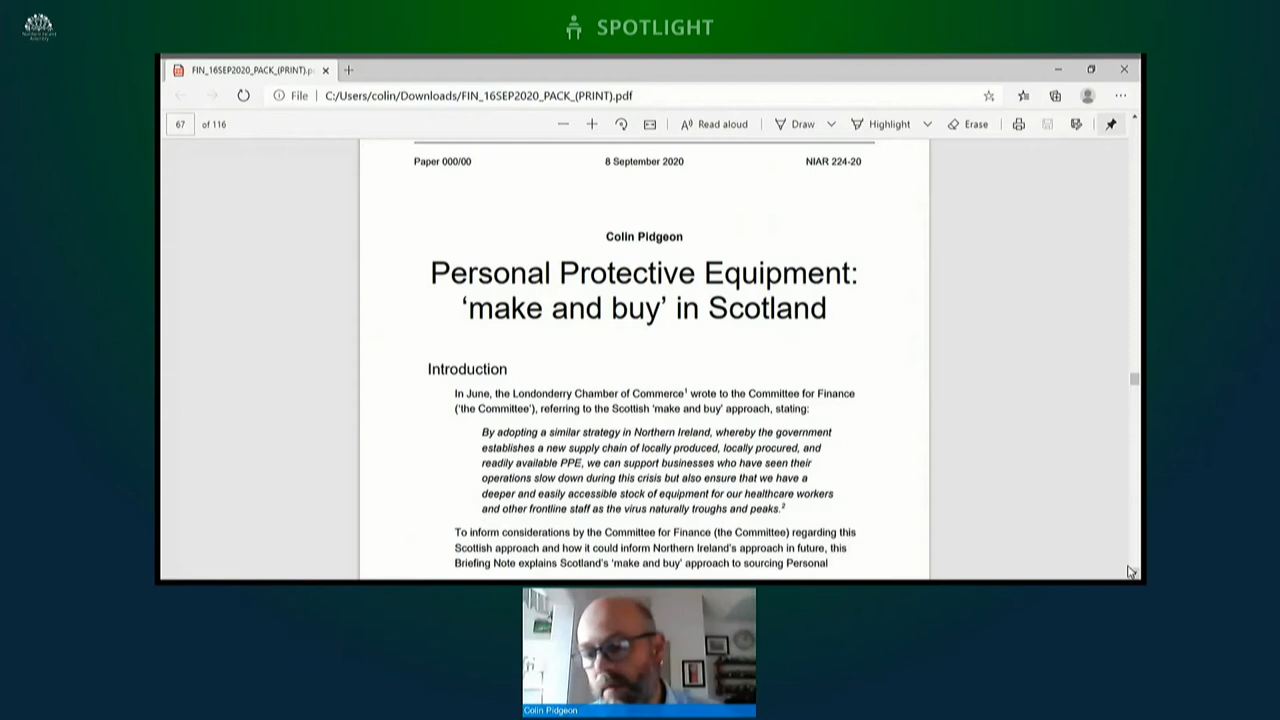 Northern Ireland
Assembly
SPOTLIGHT
FIN_16SEP2020_PACK_(PRINT).p
File
C:/Users/colin/Downloads/FIN_16SEP2020_PACK_(PRINT).pdf
67 of 116
Read aloud
Draw
Highlight
Erase
Paper 000/00
8 September 2020
NIAR 224-20
Colin Pidgeon
Personal Protective Equipment:
‘make and buy’ in Scotland
Introduction
In June, the Londonderry Chamber of Commerce¹ wrote to the Committee for Finance
(‘the Committee’), referring to the Scottish ‘make and buy’ approach, stating:
By adopting a similar strategy in Northern Ireland, whereby the government
establishes a new supply chain of locally produced, locally procured, and
readily available PPE, we can support businesses who have seen their
operations slow down during this crisis but also ensure that we have a
deeper and easily accessible stock of equipment for our healthcare workers
and other frontline staff as the virus naturally troughs and peaks.²
To inform considerations by the Committee for Finance (the Committee) regarding this
Scottish approach and how it could inform Northern Ireland’s approach in future, this
Briefing Note explains Scotland’s ‘make and buy’ approach to sourcing Personal
Colin Pidgeon